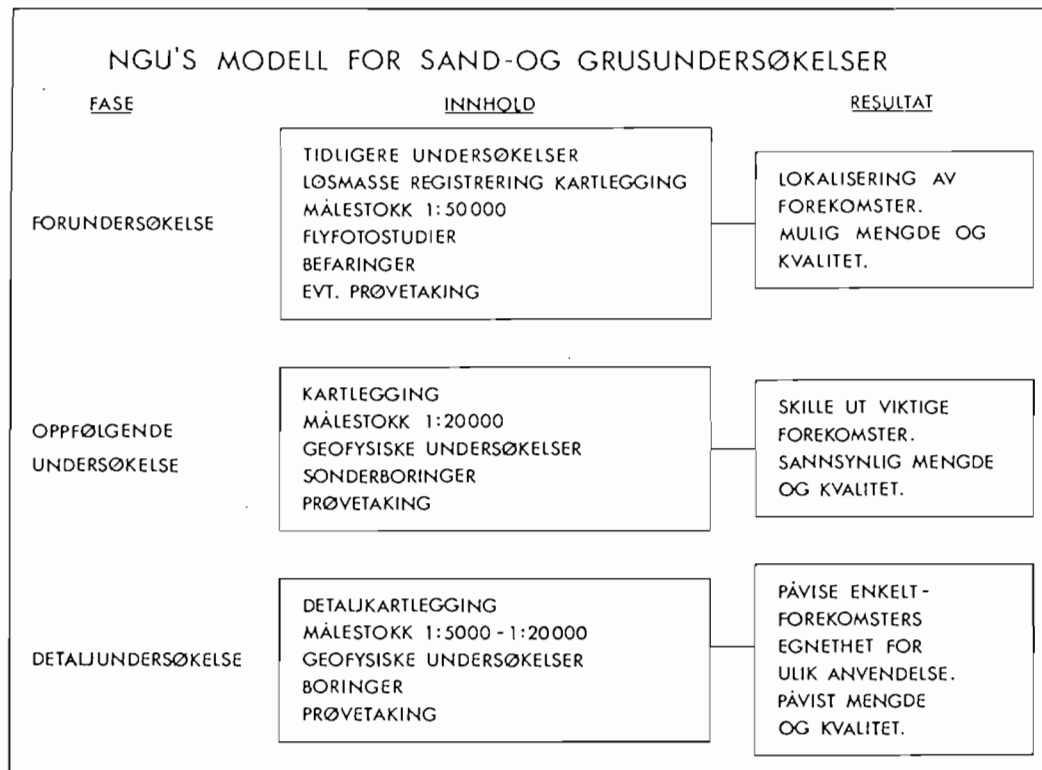 NGU'S MODELL FOR SAND-OG GRUSUNDERSØKELSER
FASE
INNHOLD
RESULTAT
FORUNDERSØKELSE
TIDLIGERE UNDERSØKELSER
LØSMASSE REGISTRERING KARTLEGGING
MÅLESTOKK 1:50000
FLYFOTOSTUDIER
BEFARINGER
EVT. PRØVETAKING
LOKALISERING AV
FOREKOMSTER.
MULIG MENGDE OG
KVALITET.
OPPFØLGENDE
UNDERSØKELSE
KARTLEGGING
MÅLESTOKK 1:20000
GEOFYSISKE UNDERSØKELSER
SONDERBORINGER
PRØVETAKING
SKILLE UT VIKTIGE
FOREKOMSTER.
SANNSYNLIG MENGDE
OG KVALITET.
DETALJUNDERSØKELSE
DETALJKARTLEGGING
MÅLESTOKK 1:5000-1:20000
GEOFYSISKE UNDERSØKELSER
BORINGER
PRØVETAKING
PÅVISE ENKELT-
FOREKOMSTERS
EGNETHET FOR
ULIK ANVENDELSE.
PÅVIST MENGDE
OG KVALITET.